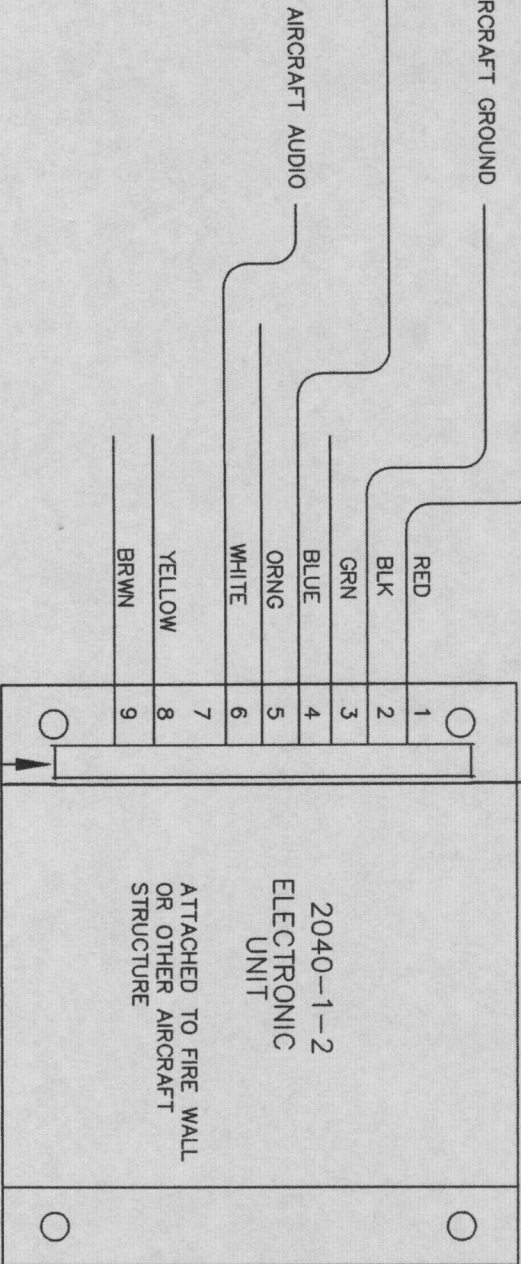 RCRAFT GROUND
AIRCRAFT AUDIO
RED 1
BLK 2
GRN 3
BLUE 4
ORNG 5
WHITE 6
7
YELLOW 8
BRWN 9
2040-1-2
ELECTRONIC
UNIT
ATTACHED TO FIRE WALL
OR OTHER AIRCRAFT
STRUCTURE